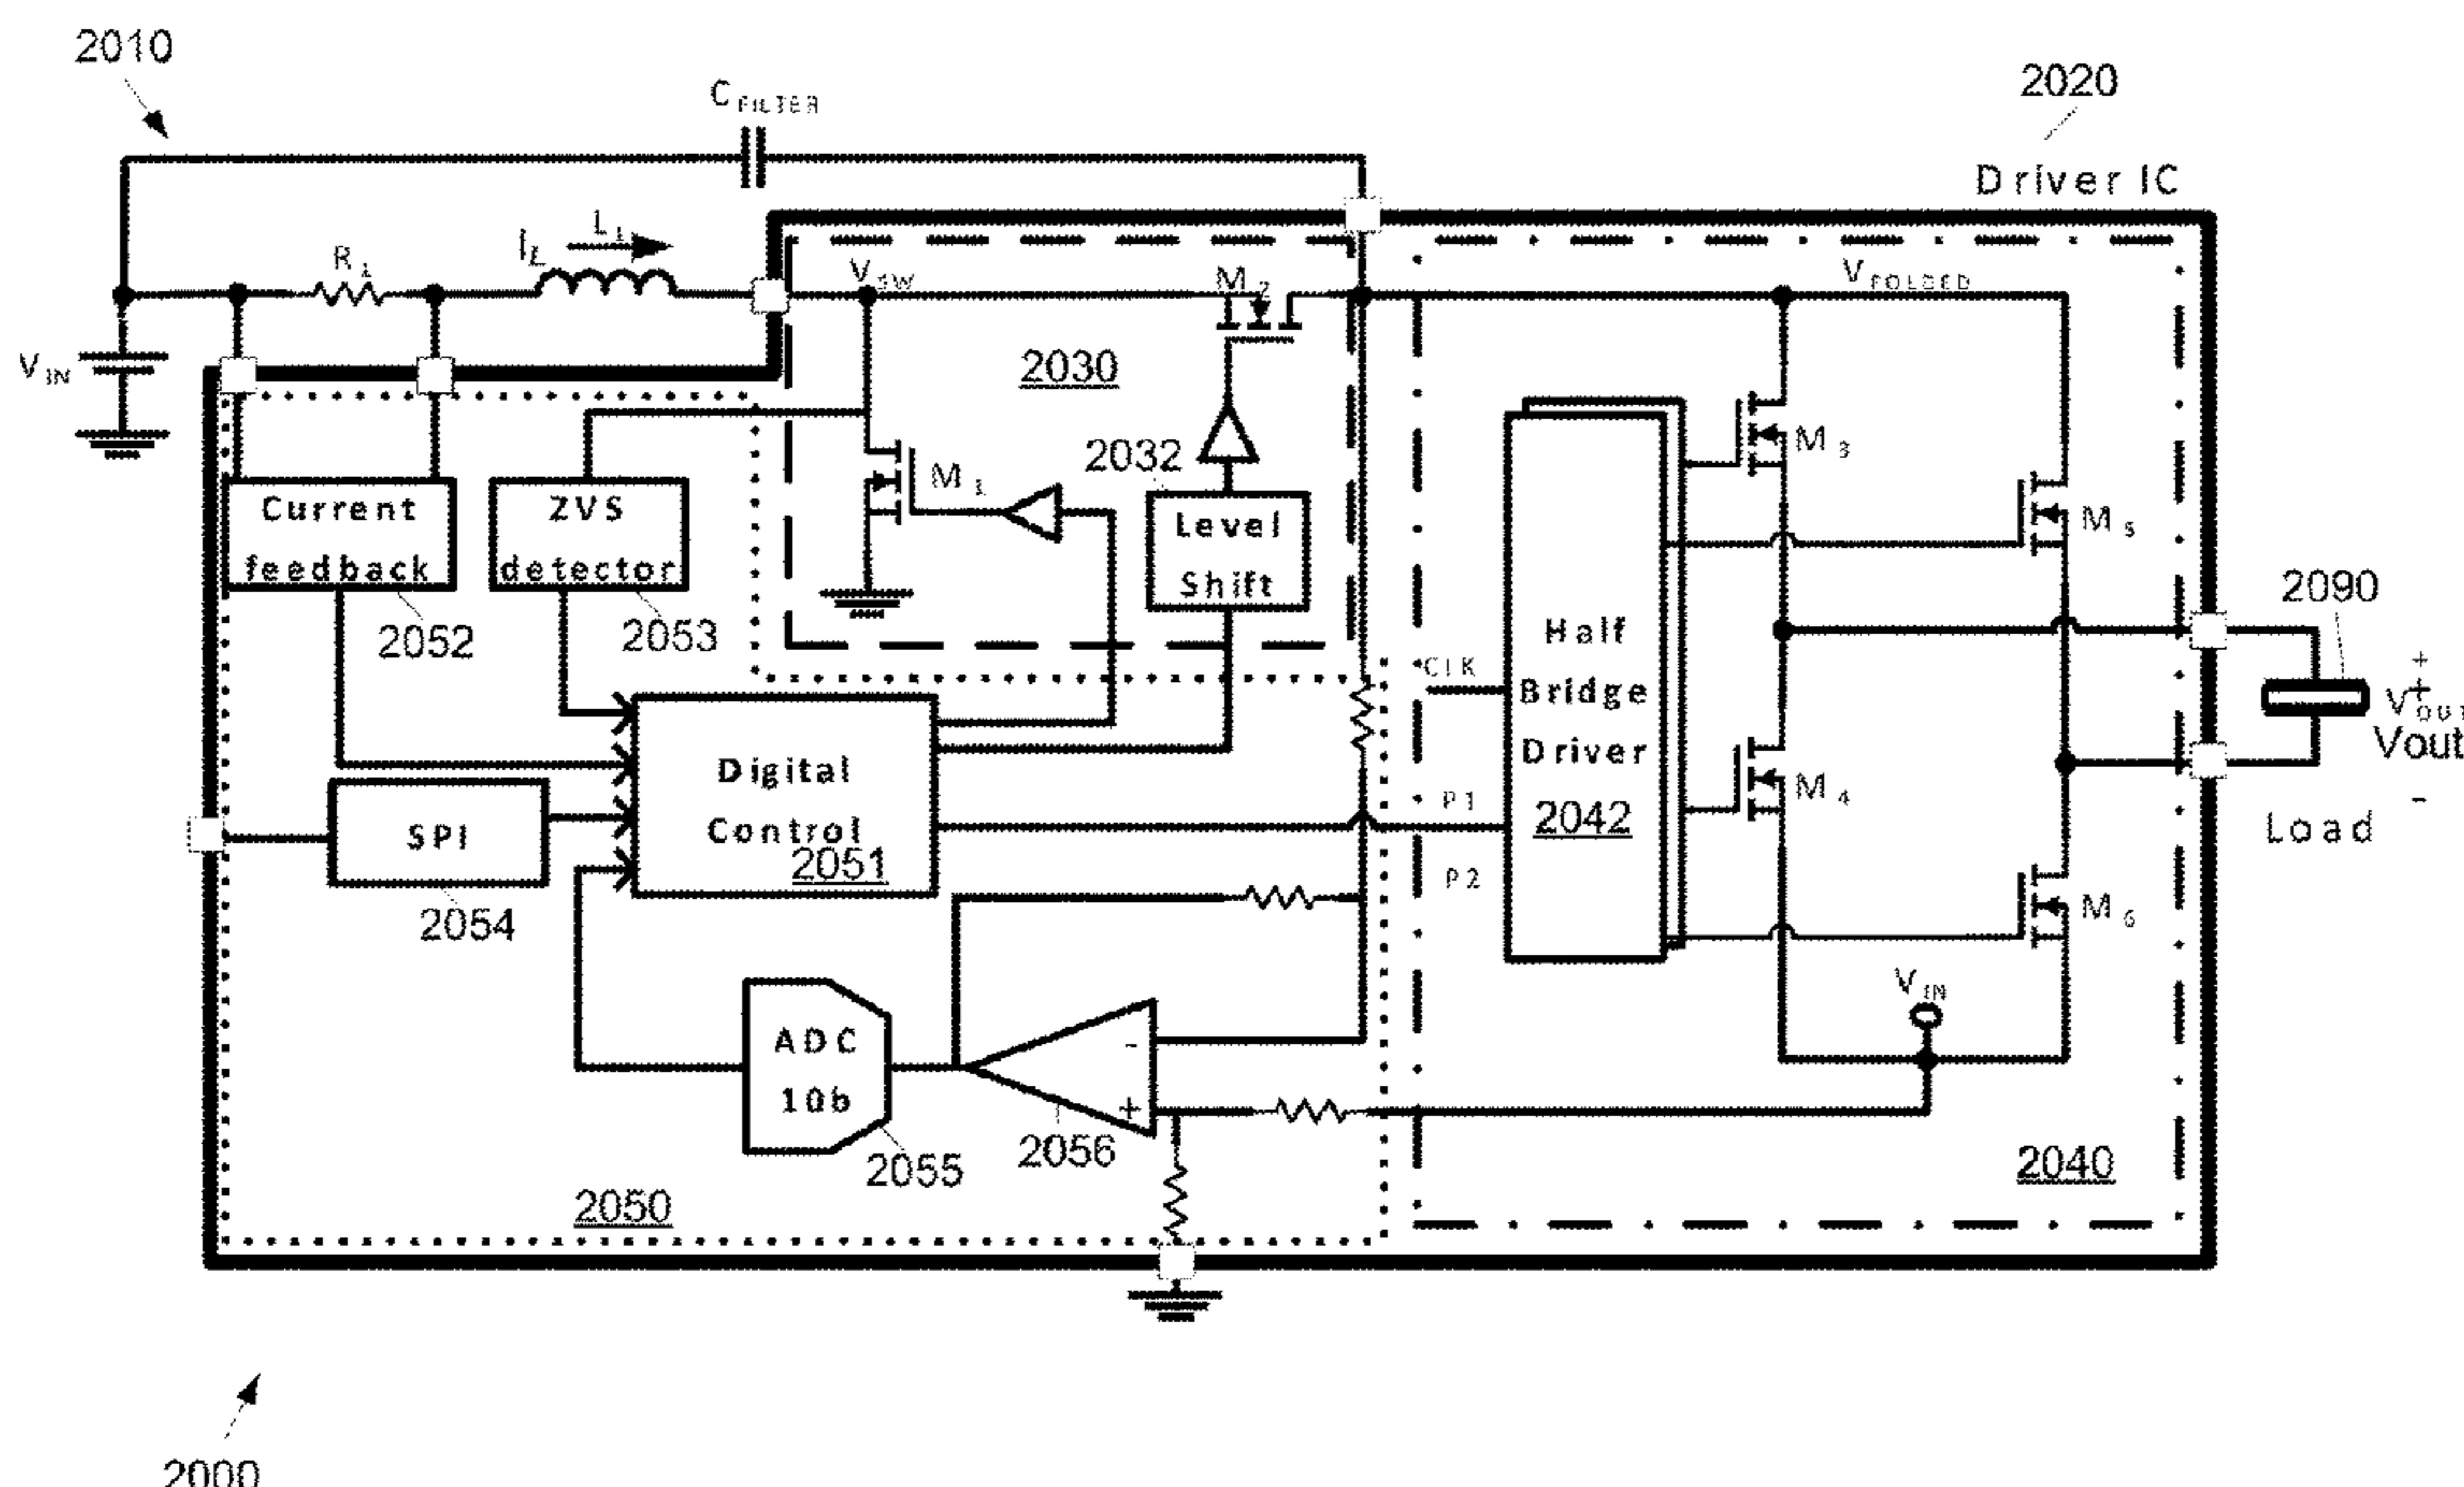 2010
2020
C FILTER
Driver IC
R 1
I L
L 1
V SW
M 2
V FOLDED
V IN
2030
2032
M 3
M 1
Current
feedback
ZVS
detector
Level
Shift
M 5
2052
2053
2090
Half
Bridge
Driver
2042
CLK
+
+
V OUT
Vout
-
Load
Digital
Control
2051
M 4
P1
P2
SPI
2054
M 6
V IN
ADC
10b
-
+
2055
2056
2050
2040
2000